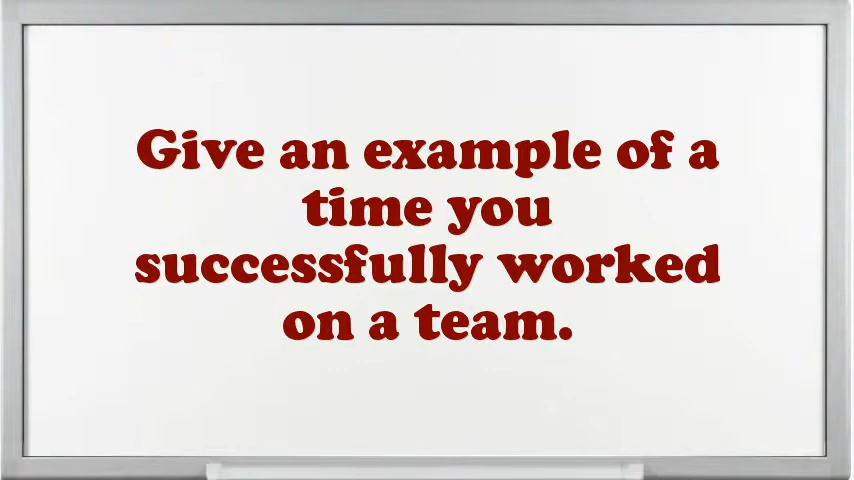 Give an example of a
time you
successfully worked
on a team.